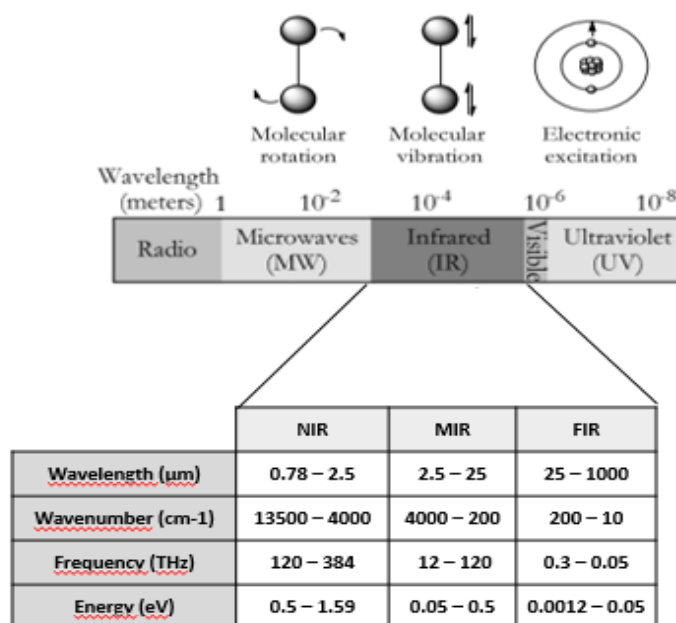 Molecular Molecular Electronic
rotation vibration excitation
Wavelength
(meters) 1 10⁻² 10⁻⁴ 10⁻⁶ 10⁻⁸
Radio Microwaves (MW) Infrared (IR) Visible Ultraviolet (UV)
NIR MIR FIR
Wavelength (µm) 0.78 – 2.5 2.5 – 25 25 – 1000
Wavenumber (cm-1) 13500 – 4000 4000 – 200 200 – 10
Frequency (THz) 120 – 384 12 – 120 0.3 – 0.05
Energy (eV) 0.5 – 1.59 0.05 – 0.5 0.0012 – 0.05